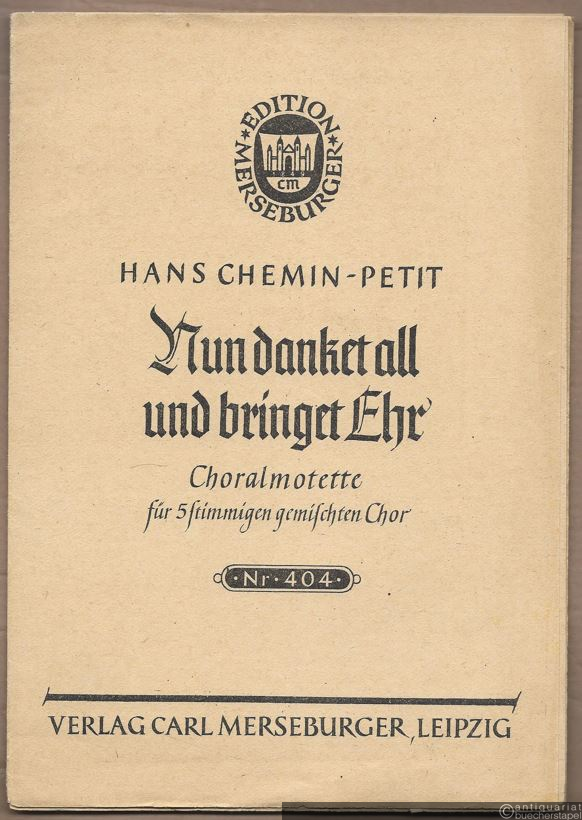 EDITION
MERSEBURGER
1849
cm
HANS CHEMIN-PETIT
Nun danket all
und bringet Ehr
Choralmotette
für 5ſtimmigen gemiſchten Chor
·Nr·404·
VERLAG CARL MERSEBURGER, LEIPZIG
©antiquariat
buecherstapel